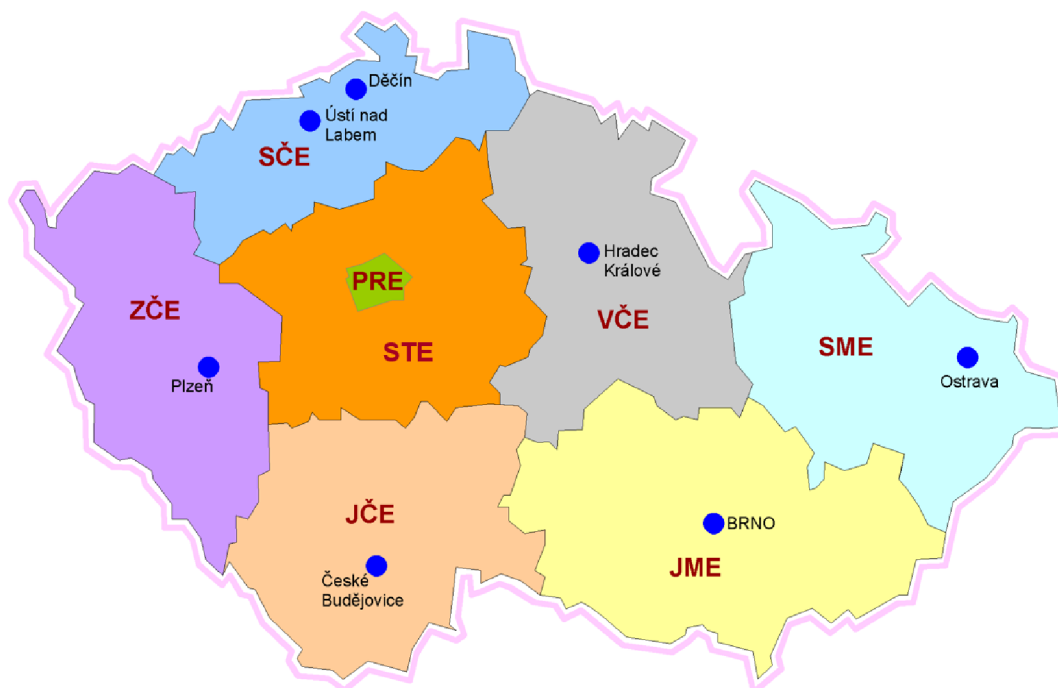 Děčín
Ústí nad
Labem
SČE
Hradec
Králové
PRE
ZČE
VČE
SME
STE
Plzeň
Ostrava
JČE
BRNO
JME
České
Budějovice